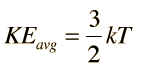 KE_avg = 3/2 kT